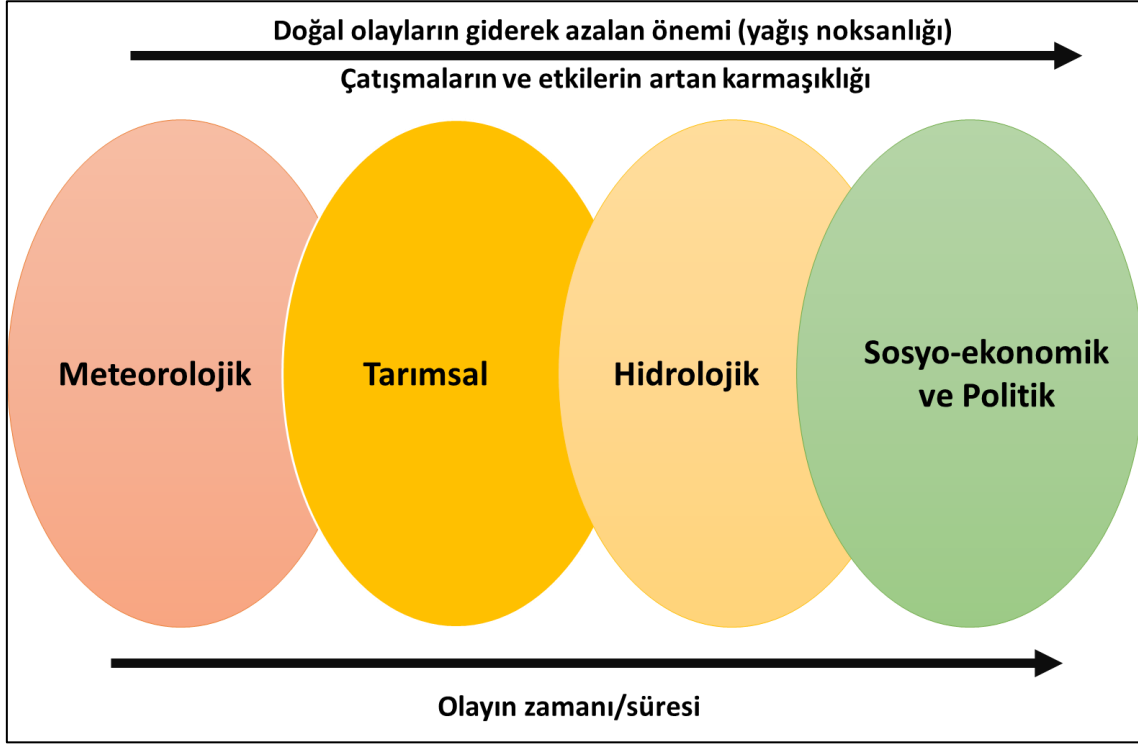 Doğal olayların giderek azalan önemi (yağış noksanlığı)
Çatışmaların ve etkilerin artan karmaşıklığı
Meteorolojik
Tarımsal
Hidrolojik
Sosyo-ekonomik
ve Politik
Olayın zamanı/süresi